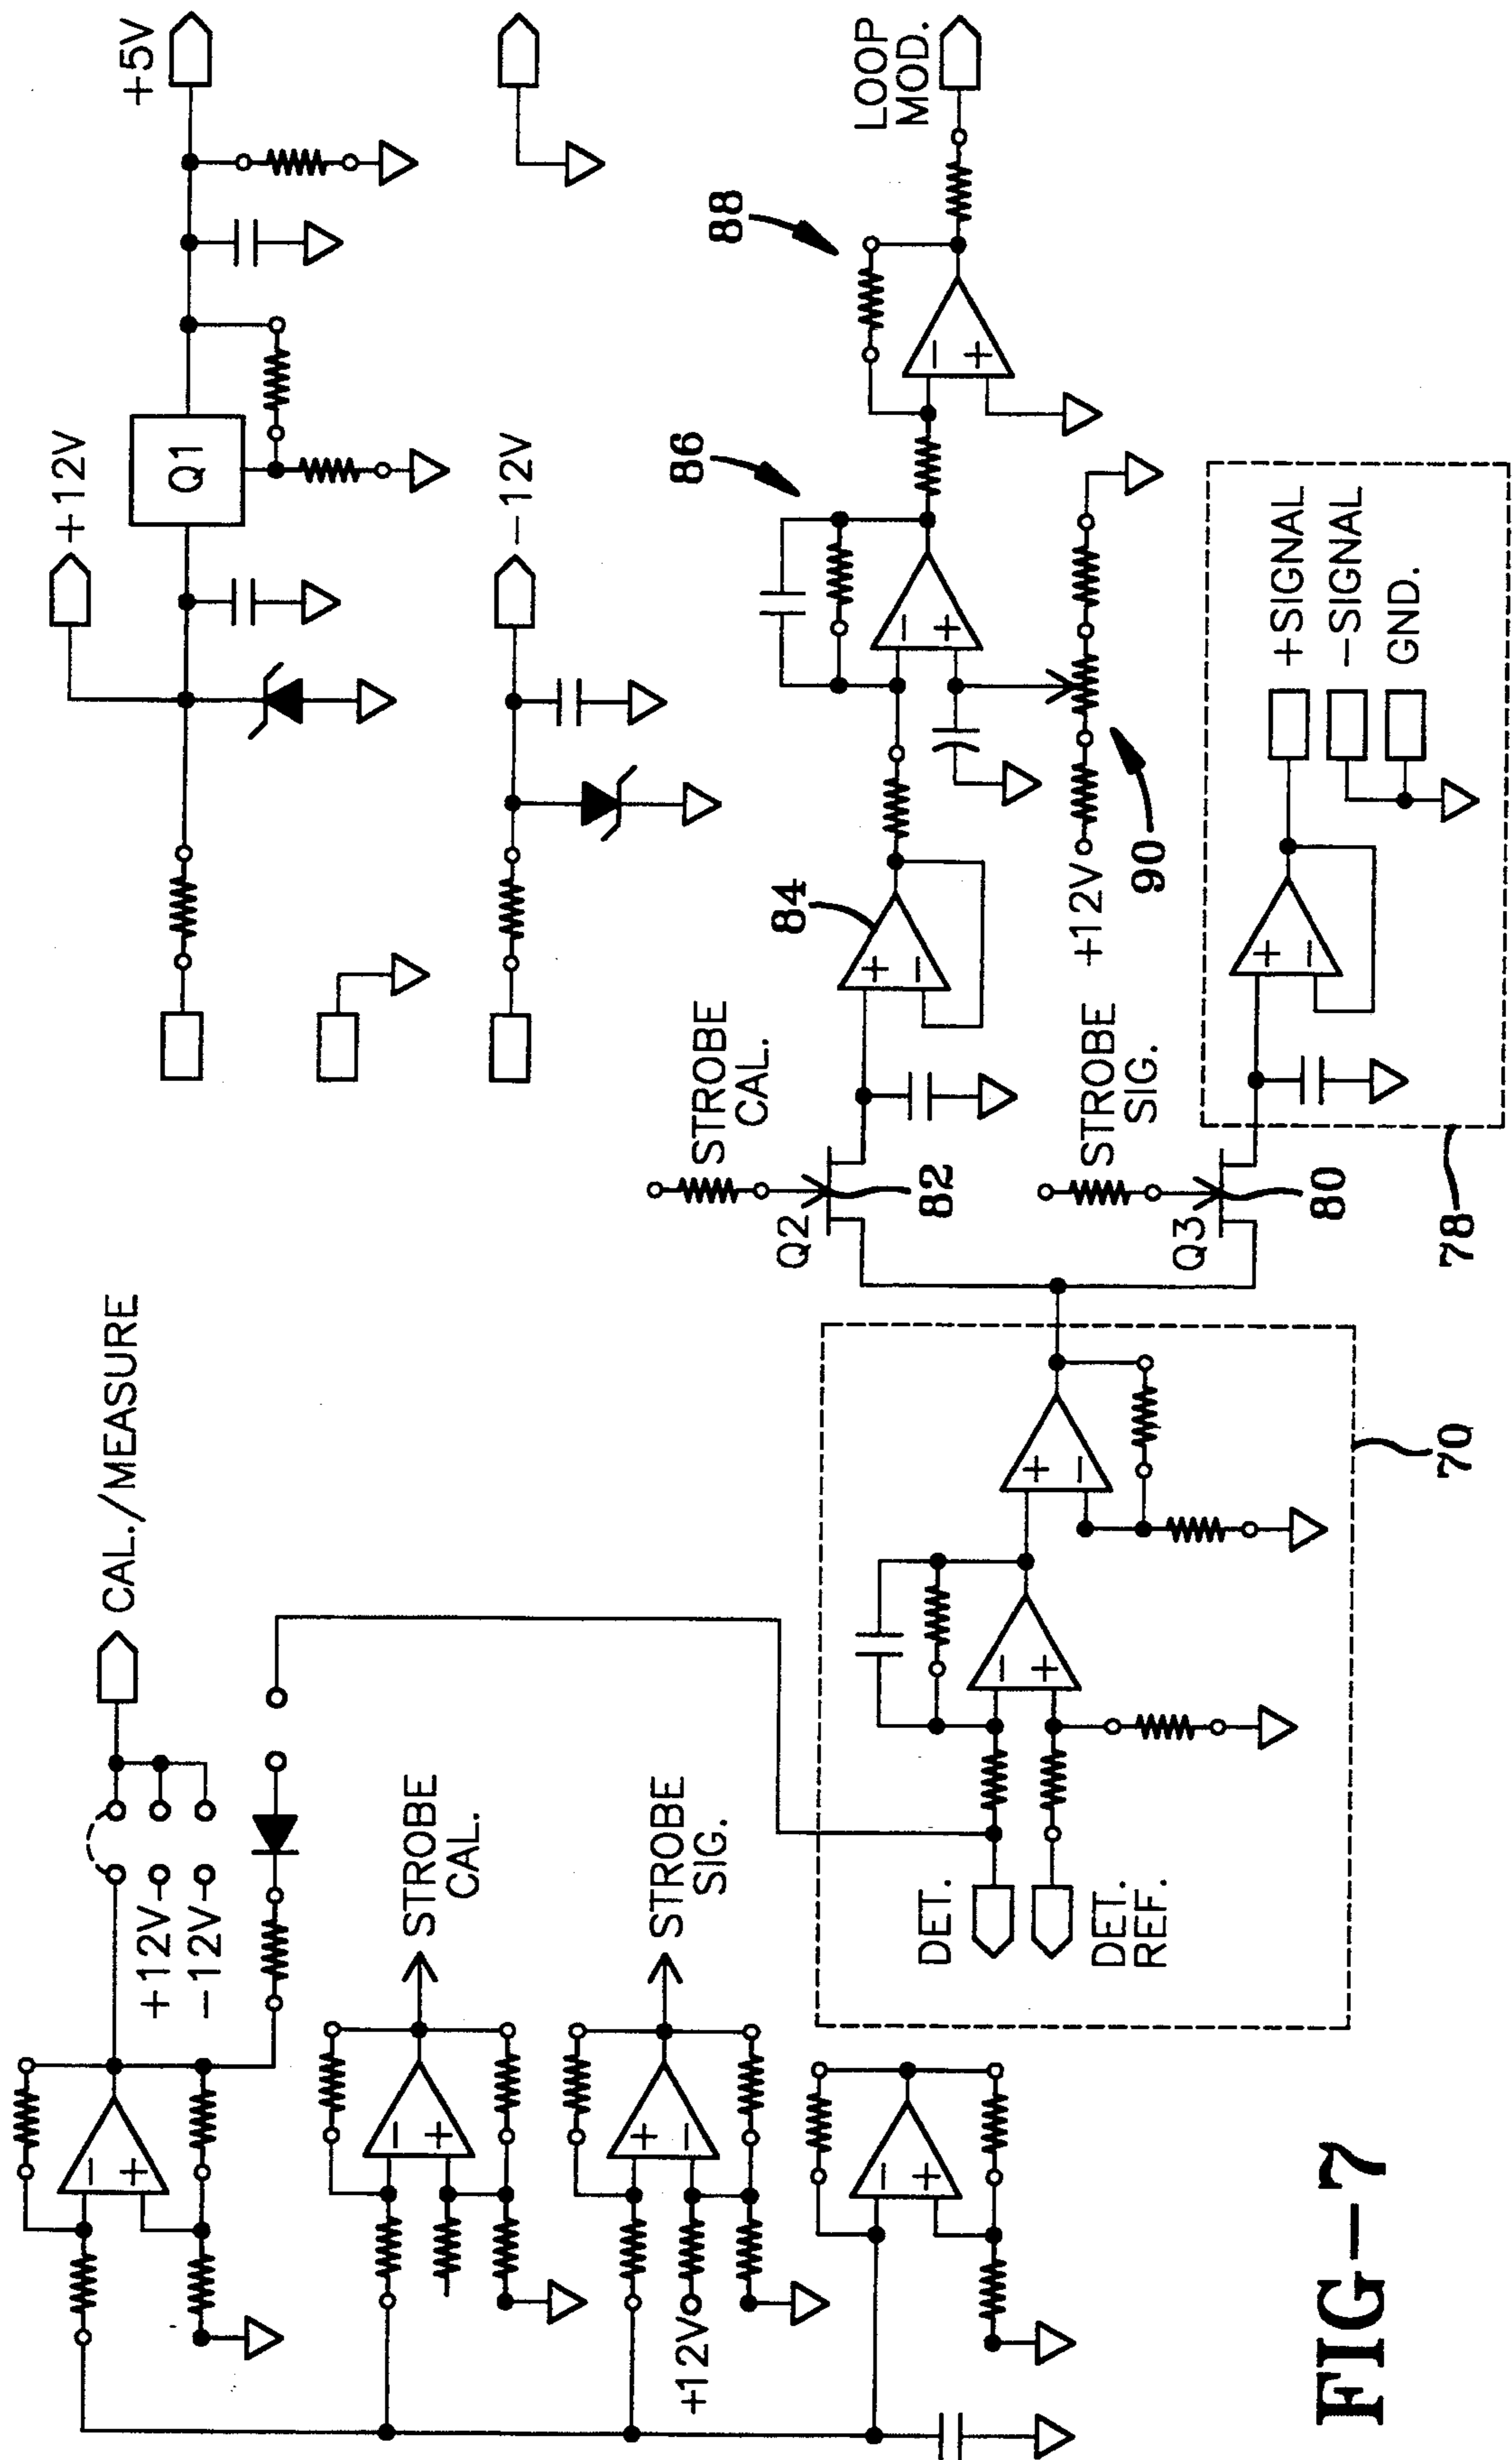 +5V
+12V
Q1
-12V
CAL./MEASURE
+12V
-12V
STROBE
CAL.
STROBE
SIG.
+12V
LOOP
MOD.
88
86
84
STROBE
CAL.
Q2
82
+12V
90
STROBE
SIG.
Q3
80
+SIGNAL
-SIGNAL
GND.
78
DET.
DET.
REF.
70
- +
- +
+ -
- +
- +
+ -
+ -
- +
- +
+ -
FIG-7